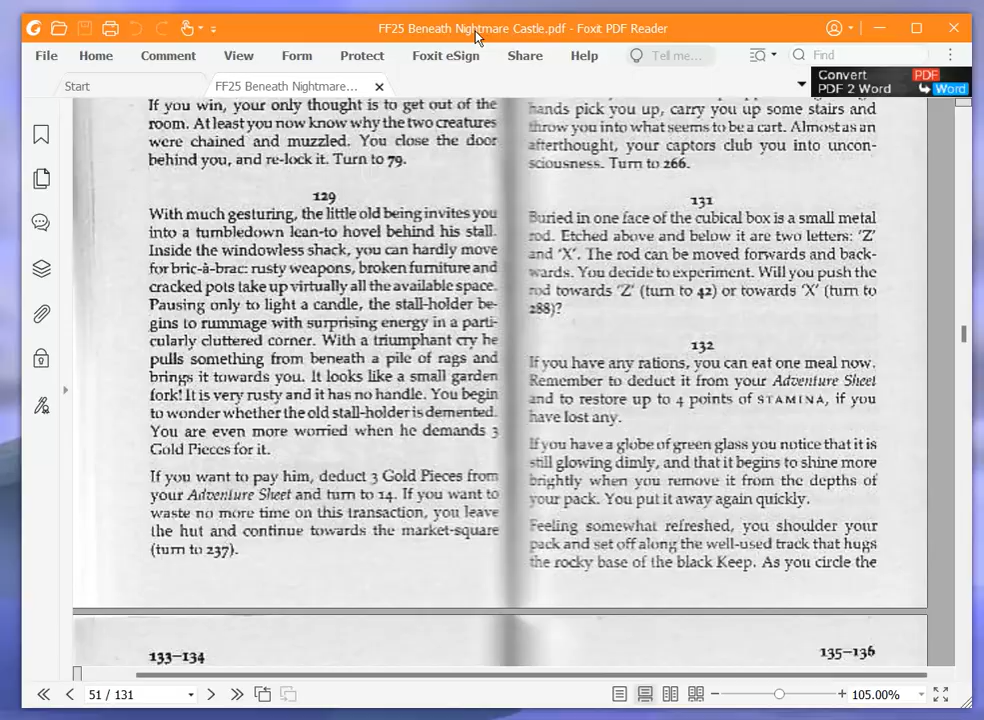 FF25 Beneath Nightmare Castle.pdf - Foxit PDF Reader
File Home Comment View Form Protect Foxit eSign Share Help Tell me... Find
Start FF25 Beneath Nightmare...
Convert PDF
PDF 2 Word Word
If you win, your only thought is to get out of the
room. At least you now know why the two creatures
were chained and muzzled. You close the door
behind you, and re-lock it. Turn to 79.
129
With much gesturing, the little old being invites you
into a tumbledown lean-to hovel behind his stall.
Inside the windowless shack, you can hardly move
for bric-à-brac: rusty weapons, broken furniture and
cracked pots take up virtually all the available space.
Pausing only to light a candle, the stall-holder be-
gins to rummage with surprising energy in a parti-
cularly cluttered corner. With a triumphant cry he
pulls something from beneath a pile of rags and
brings it towards you. It looks like a small garden
fork! It is very rusty and it has no handle. You begin
to wonder whether the old stall-holder is demented.
You are even more worried when he demands 3
Gold Pieces for it.
If you want to pay him, deduct 3 Gold Pieces from
your Adventure Sheet and turn to 14. If you want to
waste no more time on this transaction, you leave
the hut and continue towards the market-square
(turn to 237).
hands pick you up, carry you up some stairs and
throw you into what seems to be a cart. Almost as an
afterthought, your captors club you into uncon-
sciousness. Turn to 266.
131
Buried in one face of the cubical box is a small metal
rod. Etched above and below it are two letters: 'Z'
and 'X'. The rod can be moved forwards and back-
wards. You decide to experiment. Will you push the
rod towards 'Z' (turn to 42) or towards 'X' (turn to
288)?
132
If you have any rations, you can eat one meal now.
Remember to deduct it from your Adventure Sheet
and to restore up to 4 points of STAMINA, if you
have lost any.
If you have a globe of green glass you notice that it is
still glowing dimly, and that it begins to shine more
brightly when you remove it from the depths of
your pack. You put it away again quickly.
Feeling somewhat refreshed, you shoulder your
pack and set off along the well-used track that hugs
the rocky base of the black Keep. As you circle the
133–134
135–136
51 / 131
105.00%